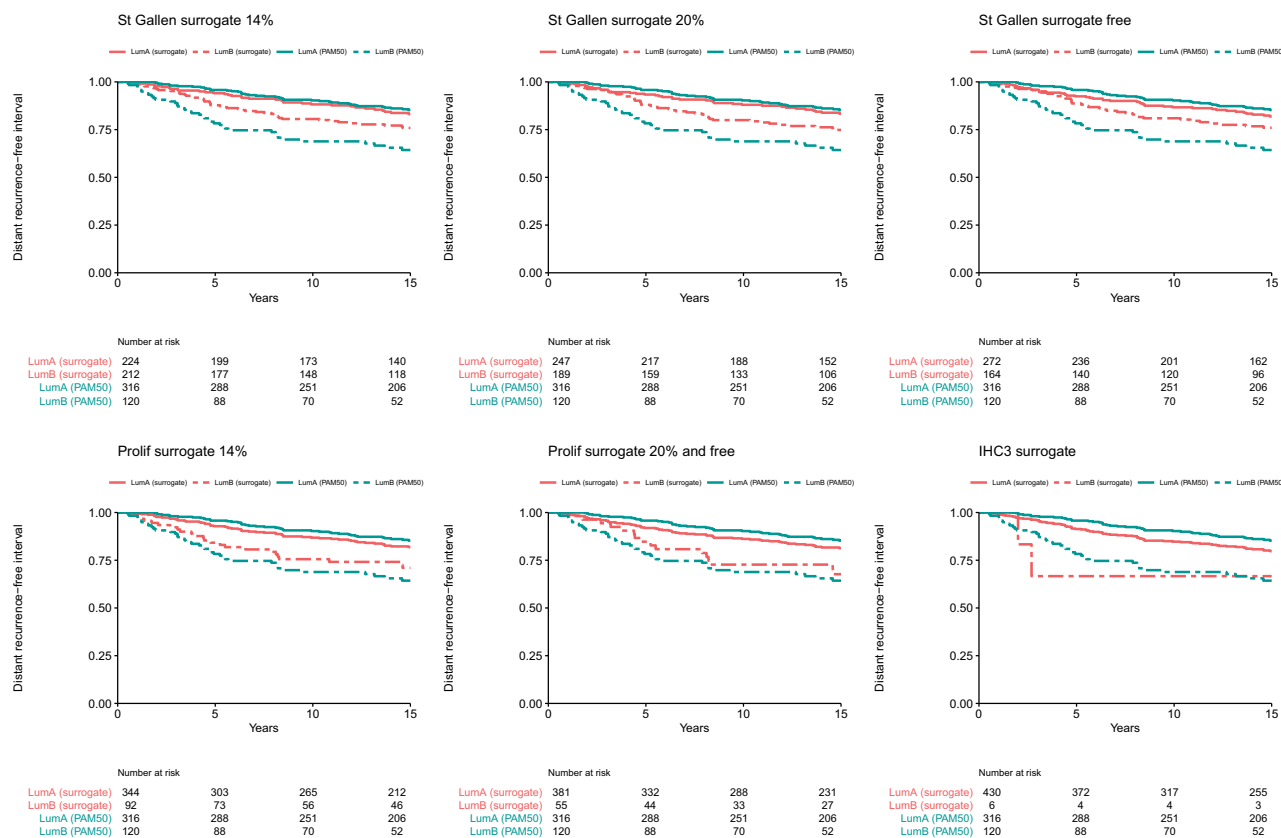 St Gallen surrogate 14%
LumA (surrogate) LumB (surrogate) LumA (PAM50) LumB (PAM50)
Distant recurrence−free interval
1.00
0.75
0.50
0.25
0.00
0 5 10 15
Years
Number at risk
LumA (surrogate) 224 199 173 140
LumB (surrogate) 212 177 148 118
LumA (PAM50) 316 288 251 206
LumB (PAM50) 120 88 70 52
St Gallen surrogate 20%
LumA (surrogate) LumB (surrogate) LumA (PAM50) LumB (PAM50)
Distant recurrence−free interval
1.00
0.75
0.50
0.25
0.00
0 5 10 15
Years
Number at risk
LumA (surrogate) 247 217 188 152
LumB (surrogate) 189 159 133 106
LumA (PAM50) 316 288 251 206
LumB (PAM50) 120 88 70 52
St Gallen surrogate free
LumA (surrogate) LumB (surrogate) LumA (PAM50) LumB (PAM50
Distant recurrence−free interval
1.00
0.75
0.50
0.25
0.00
0 5 10 15
Years
Number at risk
LumA (surrogate) 272 236 201 162
LumB (surrogate) 164 140 120 96
LumA (PAM50) 316 288 251 206
LumB (PAM50) 120 88 70 52
Prolif surrogate 14%
LumA (surrogate) LumB (surrogate) LumA (PAM50) LumB (PAM50)
Distant recurrence−free interval
1.00
0.75
0.50
0.25
0.00
0 5 10 15
Years
Number at risk
LumA (surrogate) 344 303 265 212
LumB (surrogate) 92 73 56 46
LumA (PAM50) 316 288 251 206
LumB (PAM50) 120 88 70 52
Prolif surrogate 20% and free
LumA (surrogate) LumB (surrogate) LumA (PAM50) LumB (PAM50)
Distant recurrence−free interval
1.00
0.75
0.50
0.25
0.00
0 5 10 15
Years
Number at risk
LumA (surrogate) 381 332 288 231
LumB (surrogate) 55 44 33 27
LumA (PAM50) 316 288 251 206
LumB (PAM50) 120 88 70 52
IHC3 surrogate
LumA (surrogate) LumB (surrogate) LumA (PAM50) LumB (PAM50
Distant recurrence−free interval
1.00
0.75
0.50
0.25
0.00
0 5 10 15
Years
Number at risk
LumA (surrogate) 430 372 317 255
LumB (surrogate) 6 4 4 3
LumA (PAM50) 316 288 251 206
LumB (PAM50) 120 88 70 52